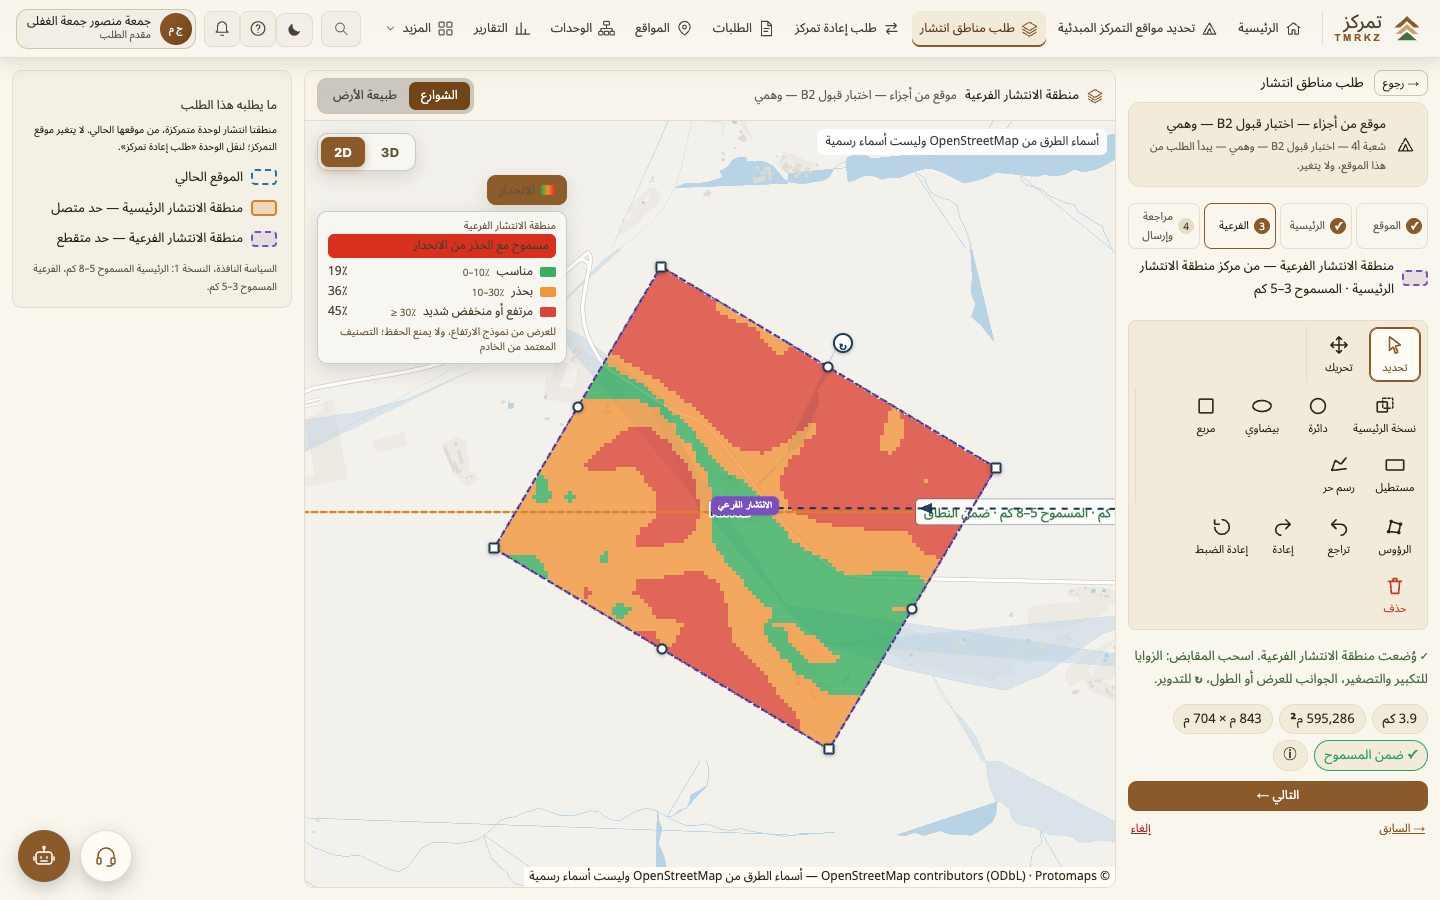 تمركز
TMRKZ
الرئيسية
تحديد مواقع التمركز المبدئية
طلب مناطق انتشار
طلب إعادة تمركز
الطلبات
المواقع
الوحدات
التقارير
المزيد
ج م
جمعة منصور جمعة الغفلي
مقدم الطلب
→ رجوع
طلب مناطق انتشار
موقع من أجزاء — اختبار قبول B2 — وهمي
شعبة أ4 — اختبار قبول B2 — وهمي — يبدأ الطلب من
هذا الموقع، ولا يتغير.
✓ الموقع
✓ الرئيسية
3 الفرعية
4 مراجعة
وإرسال
منطقة الانتشار الفرعية — من مركز منطقة الانتشار
الرئيسية · المسموح 3–5 كم
تحديد
تحريك
نسخة الرئيسية
دائرة
بيضاوي
مربع
مستطيل
رسم حر
الرؤوس
تراجع
إعادة
إعادة الضبط
حذف
✓ وُضعت منطقة الانتشار الفرعية. اسحب المقابض: الزوايا
للتكبير والتصغير، الجوانب للعرض أو الطول، ↻ للتدوير.
3.9 كم
595,286 م²
843 م × 704 م
✓ ضمن المسموح
التالي ←
→ السابق
إلغاء
منطقة الانتشار الفرعية
موقع من أجزاء — اختبار قبول B2 — وهمي
الشوارع
طبيعة الأرض
أسماء الطرق من OpenStreetMap وليست أسماء رسمية
2D
3D
الانحدار
منطقة الانتشار الفرعية
مسموح مع الحذر من الانحدار
مناسب 0–10٪ 19٪
بحذر 10–30٪ 36٪
مرتفع أو منخفض شديد ≥ 30٪ 45٪
للعرض من نموذج الارتفاع، ولا يمنع الحفظ؛ التصنيف
المعتمد من الخادم
الانتشار الفرعي
كم · المسموح 5–8 كم · ضمن النطاق
© OpenStreetMap contributors (ODbL) · Protomaps — أسماء الطرق من OpenStreetMap وليست أسماء رسمية
ما يطلبه هذا الطلب
منطقتا انتشار لوحدة متمركزة، من موقعها الحالي. لا يتغير موقع
التمركز؛ لنقل الوحدة «طلب إعادة تمركز».
الموقع الحالي
منطقة الانتشار الرئيسية — حد متصل
منطقة الانتشار الفرعية — حد متقطع
السياسة النافذة، النسخة 1: الرئيسية المسموح 5–8 كم، الفرعية
المسموح 3–5 كم.